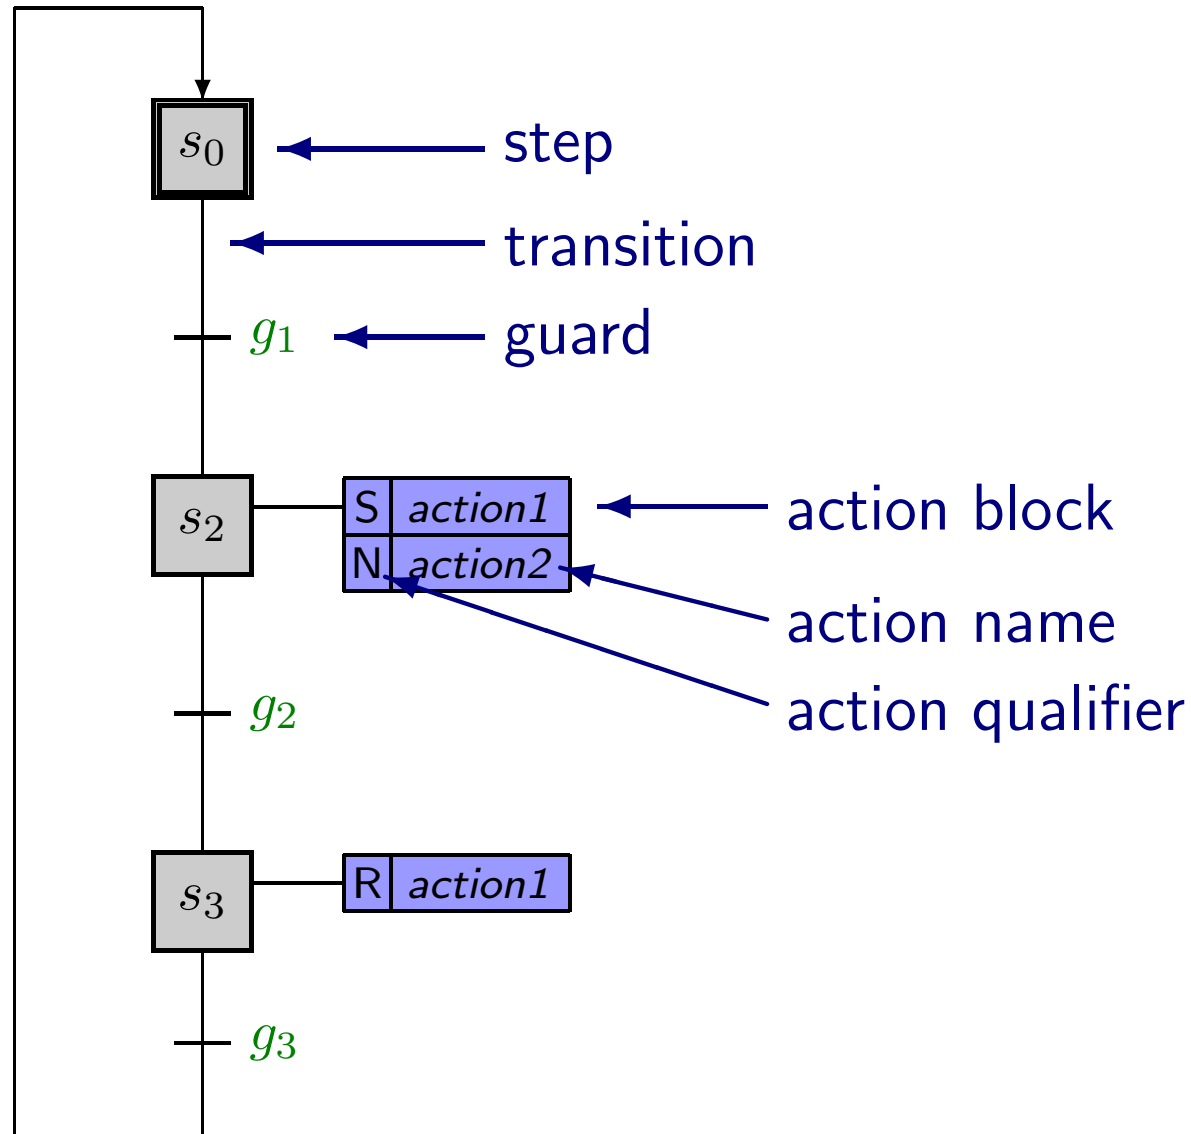 s₀ step
transition
g₁ guard
s₂ S action1 action block
N action2
action name
g₂ action qualifier
s₃ R action1
g₃